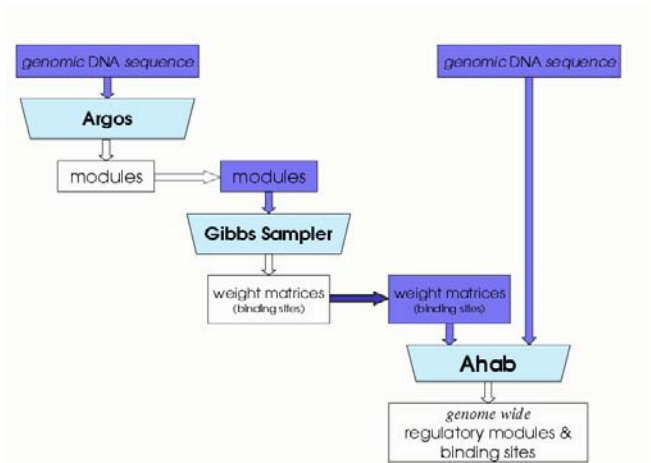 genomic DNA sequence
genomic DNA sequence
Argos
modules
modules
Gibbs Sampler
weight matrices
(binding sites)
weight matrices
(binding sites)
Ahab
genome wide
regulatory modules &
binding sites